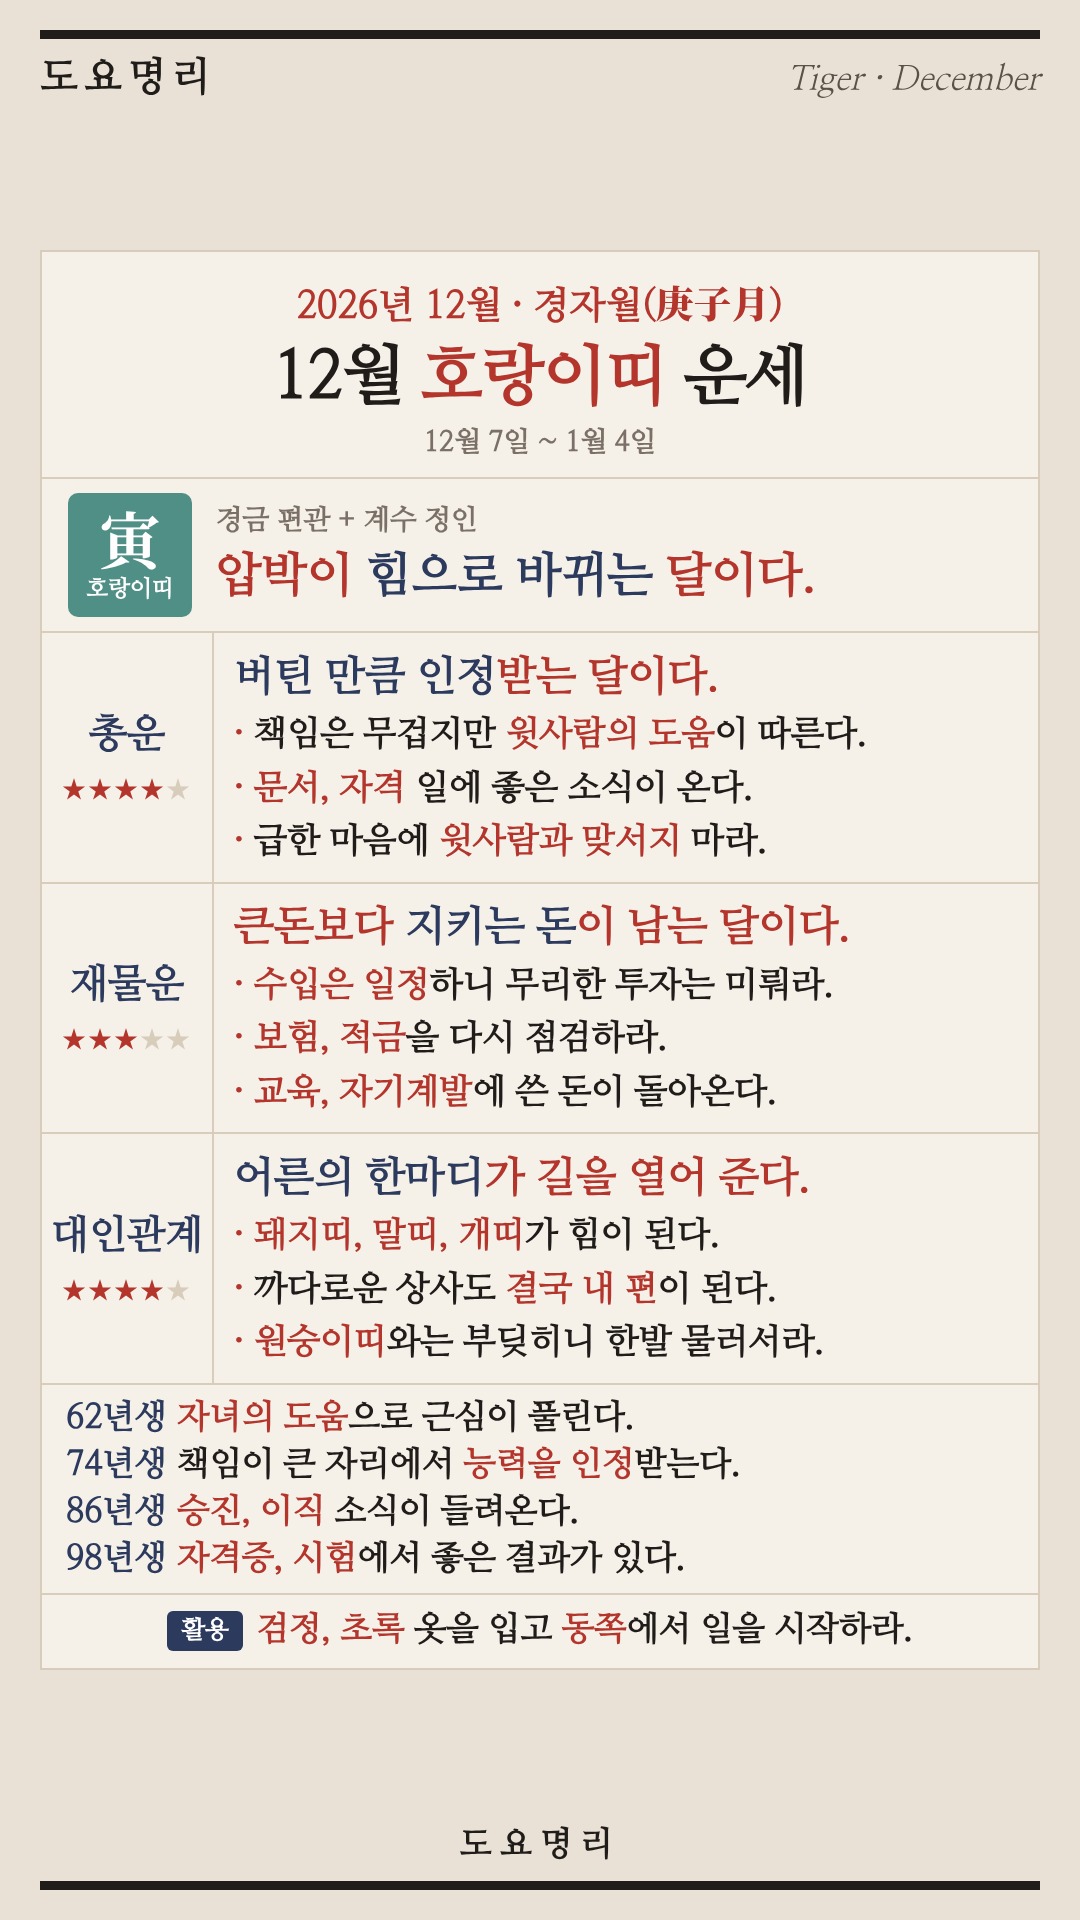 도요명리
Tiger · December
2026년 12월 · 경자월(庚子月)
12월 호랑이띠 운세
12월 7일 ~ 1월 4일
寅
호랑이띠
경금 편관 + 계수 정인
압박이 힘으로 바뀌는 달이다.
총운
★★★★★
버틴 만큼 인정받는 달이다.
· 책임은 무겁지만 윗사람의 도움이 따른다.
· 문서, 자격 일에 좋은 소식이 온다.
· 급한 마음에 윗사람과 맞서지 마라.
재물운
★★★★★
큰돈보다 지키는 돈이 남는 달이다.
· 수입은 일정하니 무리한 투자는 미뤄라.
· 보험, 적금을 다시 점검하라.
· 교육, 자기계발에 쓴 돈이 돌아온다.
대인관계
★★★★★
어른의 한마디가 길을 열어 준다.
· 돼지띠, 말띠, 개띠가 힘이 된다.
· 까다로운 상사도 결국 내 편이 된다.
· 원숭이띠와는 부딪히니 한발 물러서라.
62년생 자녀의 도움으로 근심이 풀린다.
74년생 책임이 큰 자리에서 능력을 인정받는다.
86년생 승진, 이직 소식이 들려온다.
98년생 자격증, 시험에서 좋은 결과가 있다.
활용 검정, 초록 옷을 입고 동쪽에서 일을 시작하라.
도요명리